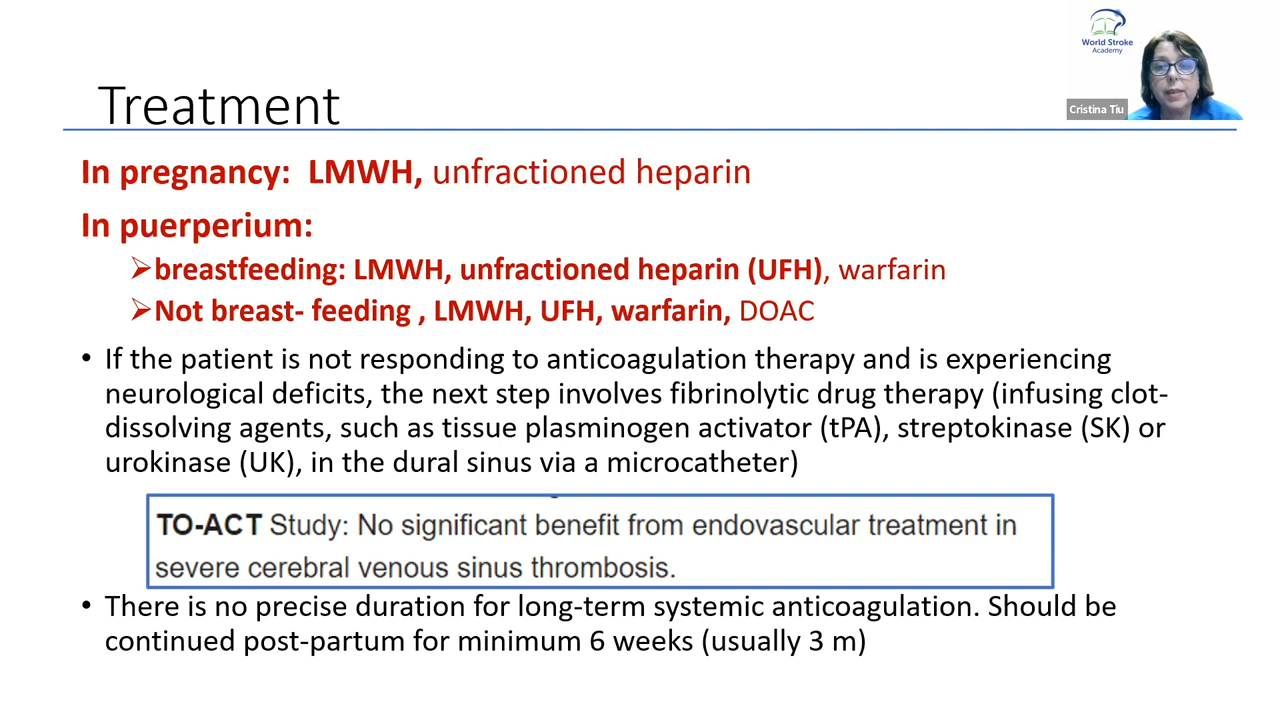 World Stroke
Academy
Cristina Tiu
Treatment
In pregnancy: LMWH, unfractioned heparin
In puerperium:
➢breastfeeding: LMWH, unfractioned heparin (UFH), warfarin
➢Not breast- feeding , LMWH, UFH, warfarin, DOAC
• If the patient is not responding to anticoagulation therapy and is experiencing
neurological deficits, the next step involves fibrinolytic drug therapy (infusing clot-
dissolving agents, such as tissue plasminogen activator (tPA), streptokinase (SK) or
urokinase (UK), in the dural sinus via a microcatheter)
TO-ACT Study: No significant benefit from endovascular treatment in
severe cerebral venous sinus thrombosis.
• There is no precise duration for long-term systemic anticoagulation. Should be
continued post-partum for minimum 6 weeks (usually 3 m)